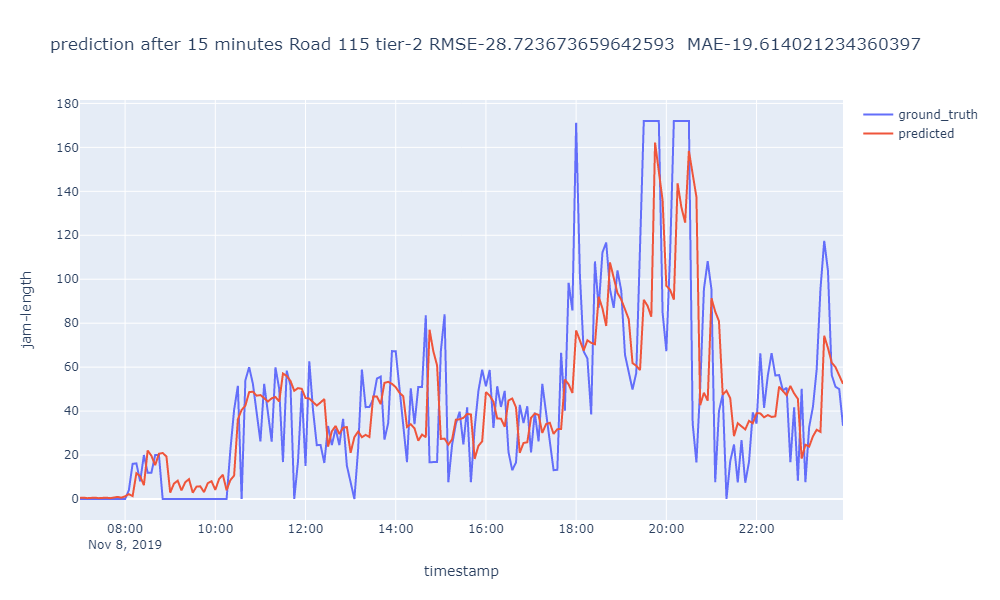 prediction after 15 minutes Road 115 tier-2 RMSE-28.723673659642593  MAE-19.614021234360397
ground_truth
predicted
jam-length
180
160
140
120
100
80
60
40
20
0
08:00 10:00 12:00 14:00 16:00 18:00 20:00 22:00
Nov 8, 2019
timestamp